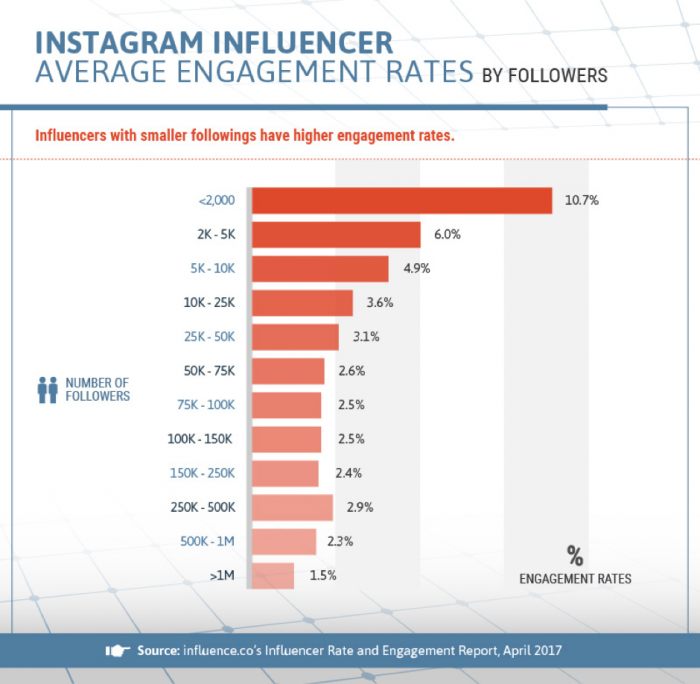 INSTAGRAM INFLUENCER
AVERAGE ENGAGEMENT RATES BY FOLLOWERS
Influencers with smaller followings have higher engagement rates.
<2,000 10.7%
2K - 5K 6.0%
5K - 10K 4.9%
10K - 25K 3.6%
25K - 50K 3.1%
50K - 75K 2.6%
NUMBER OF
FOLLOWERS
75K - 100K 2.5%
100K - 150K 2.5%
150K - 250K 2.4%
250K - 500K 2.9%
500K - 1M 2.3%
>1M 1.5%
%
ENGAGEMENT RATES
Source: influence.co's Influencer Rate and Engagement Report, April 2017